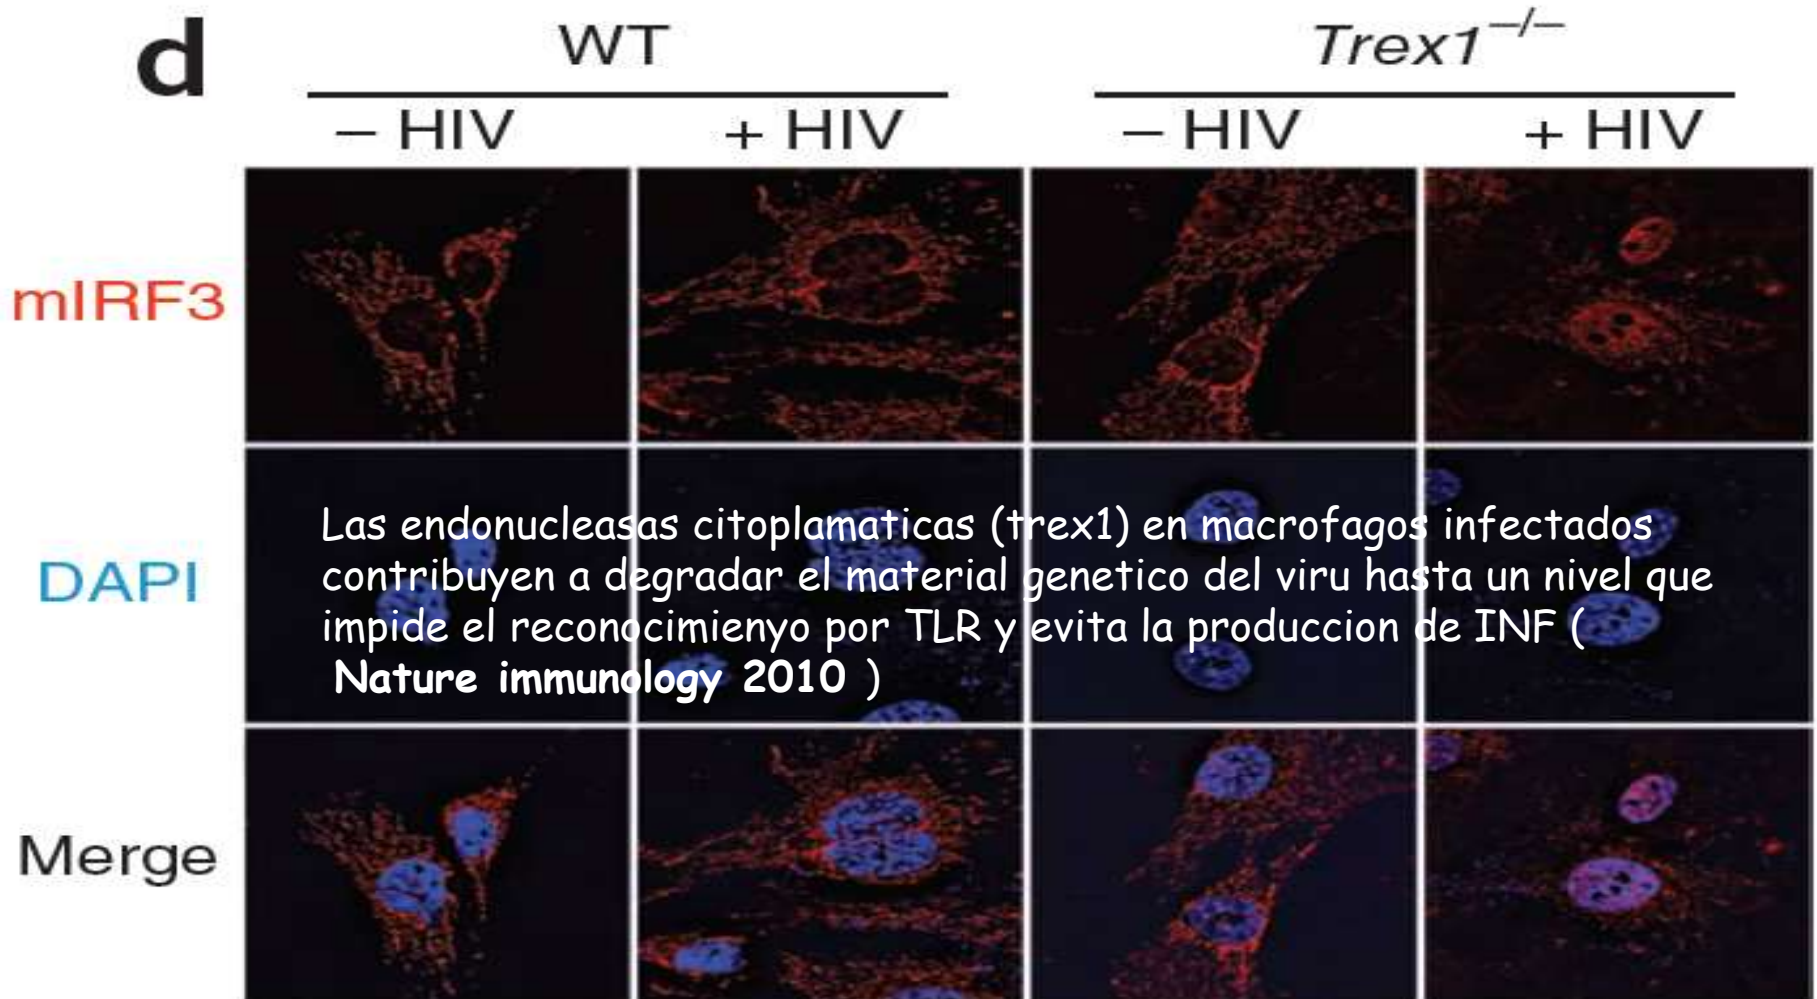 d
WT
Trex1−/−
− HIV
+ HIV
− HIV
+ HIV
mIRF3
DAPI
Las endonucleasas citoplamaticas (trex1) en macrofagos infectados
contribuyen a degradar el material genetico del viru hasta un nivel que
impide el reconocimienyo por TLR y evita la produccion de INF (
Nature immunology 2010 )
Merge